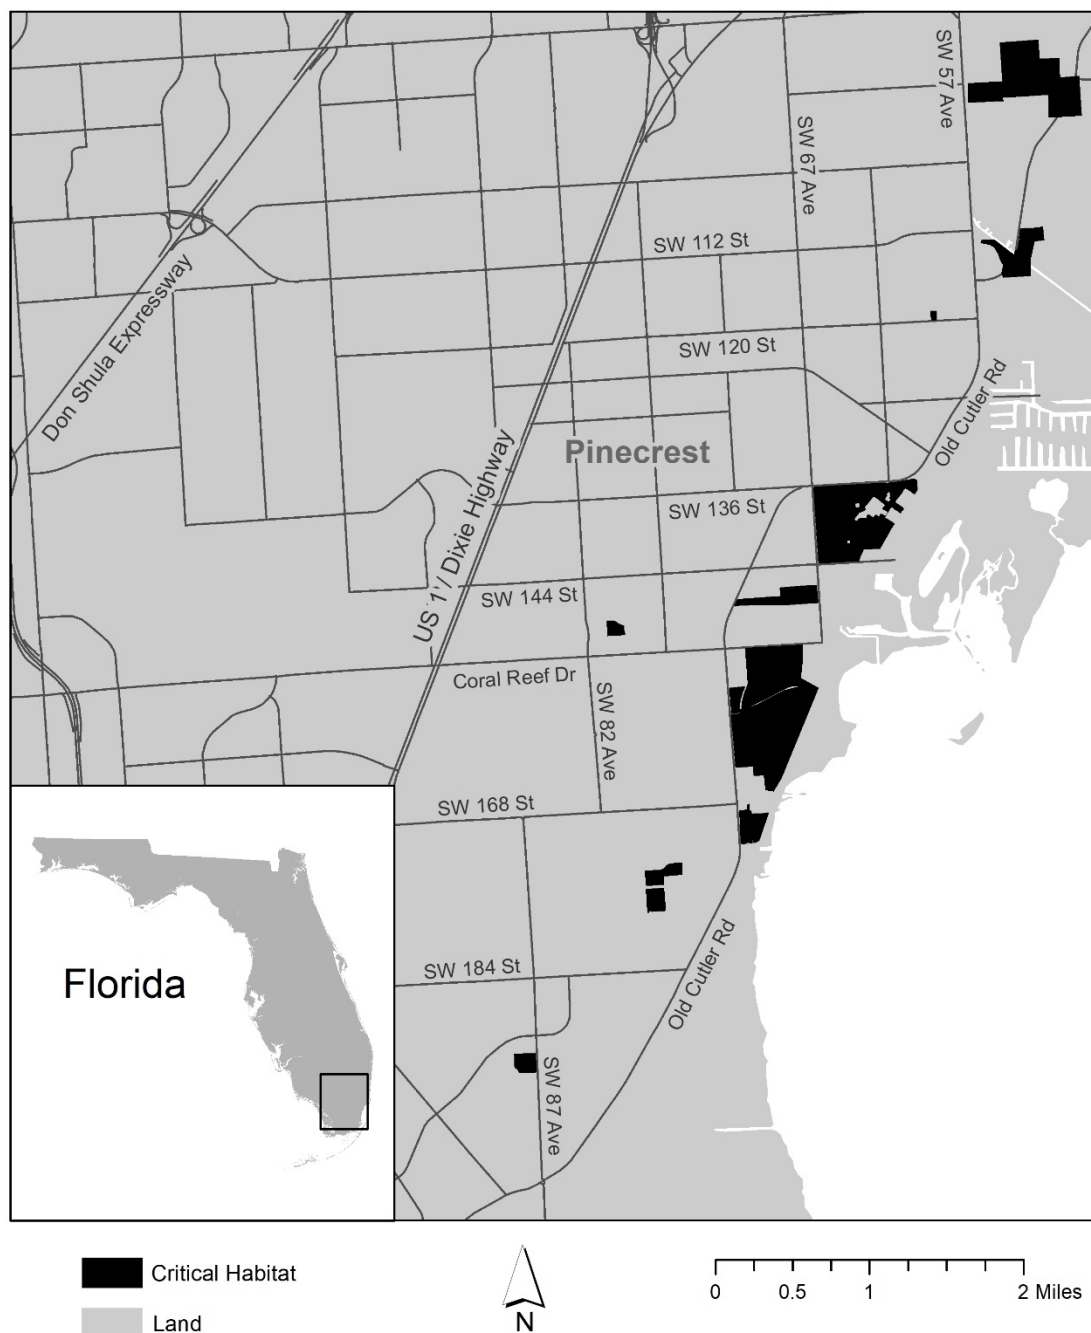 SW 57 Ave
SW 67 Ave
SW 112 St
Don Shula Expressway
SW 120 St
Old Cutler Rd
Pinecrest
US 1 / Dixie Highway
SW 136 St
SW 144 St
Coral Reef Dr
SW 82 Ave
SW 168 St
Florida
SW 184 St
Old Cutler Rd
SW 87 Ave
Critical Habitat
Land
N
0 0.5 1 2 Miles